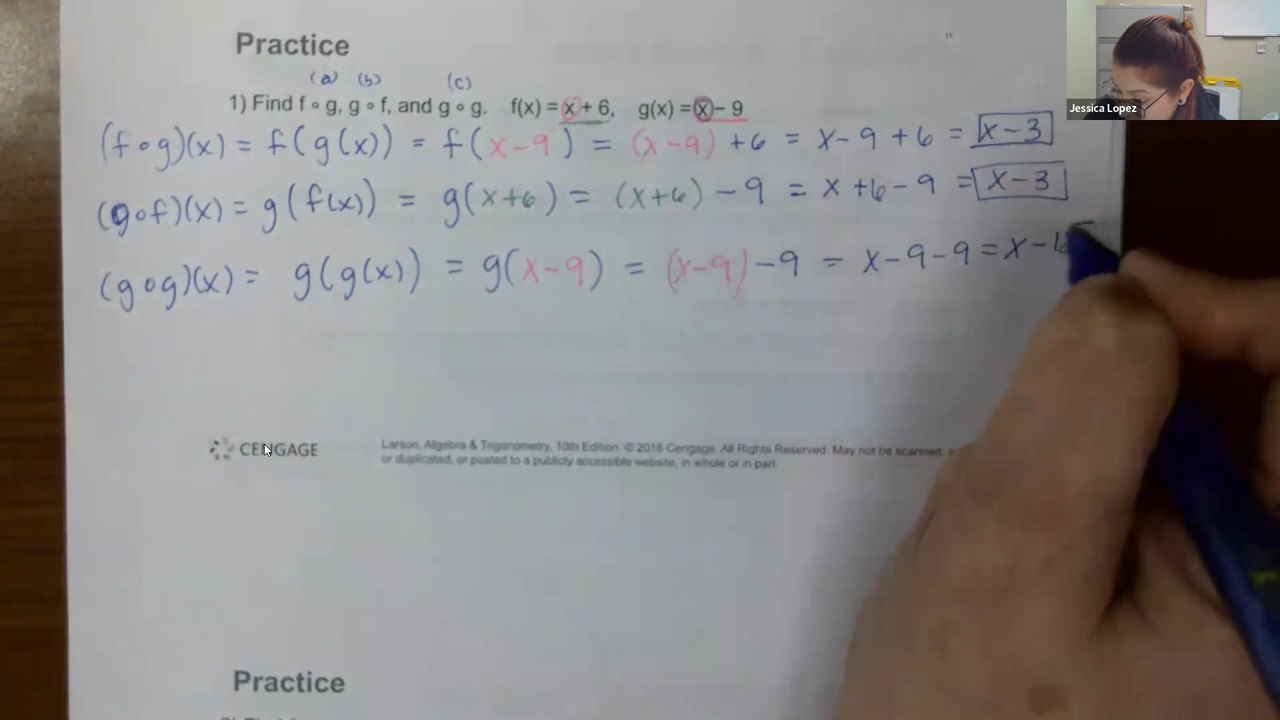 Practice
(a) (b) (c)
1) Find f ∘ g, g ∘ f, and g ∘ g. f(x) = x + 6, g(x) = (x) − 9
(f∘g)(x) = f(g(x)) = f(x-9) = (x-9) +6 = x-9+6 = x-3
(g∘f)(x) = g(f(x)) = g(x+6) = (x+6) -9 = x+6-9 = x-3
(g∘g)(x) = g(g(x)) = g(x-9) = (x-9) -9 = x-9-9 = x-
CENGAGE
Larson, Algebra & Trigonometry, 10th Edition. © 2018 Cengage. All Rights Reserved. May not be scanned,
or duplicated, or posted to a publicly accessible website, in whole or in part.
Practice
Jessica Lopez